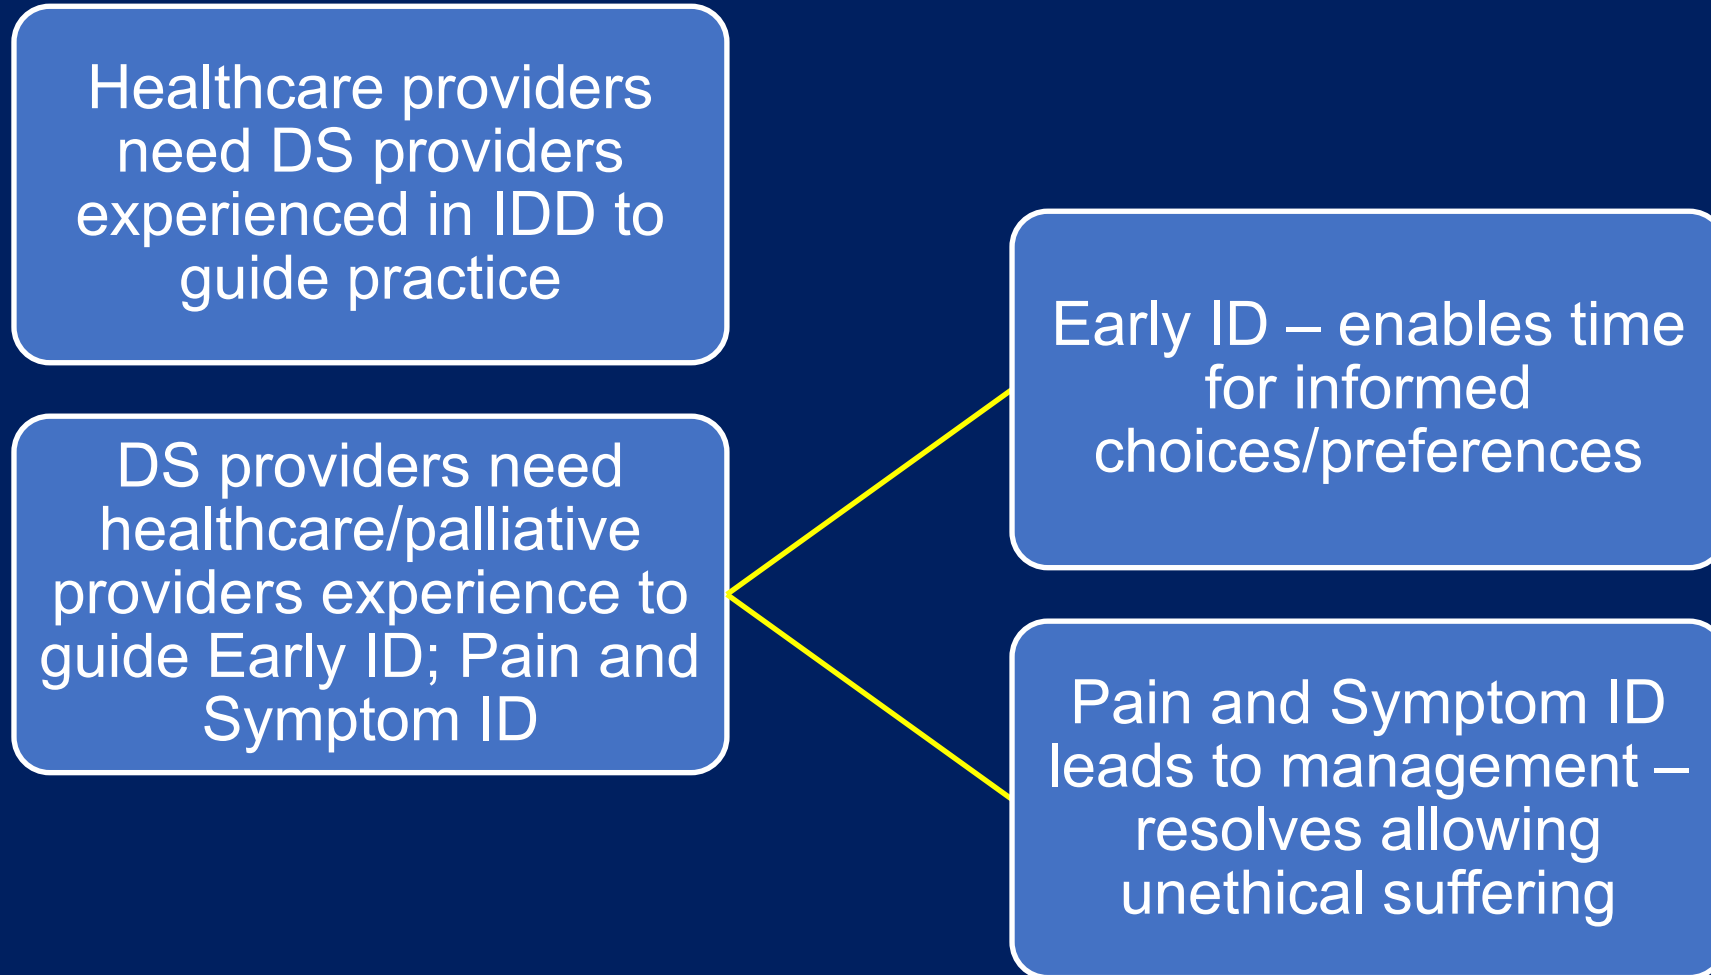 Healthcare providers
need DS providers
experienced in IDD to
guide practice
DS providers need
healthcare/palliative
providers experience to
guide Early ID; Pain and
Symptom ID
Early ID – enables time
for informed
choices/preferences
Pain and Symptom ID
leads to management –
resolves allowing
unethical suffering